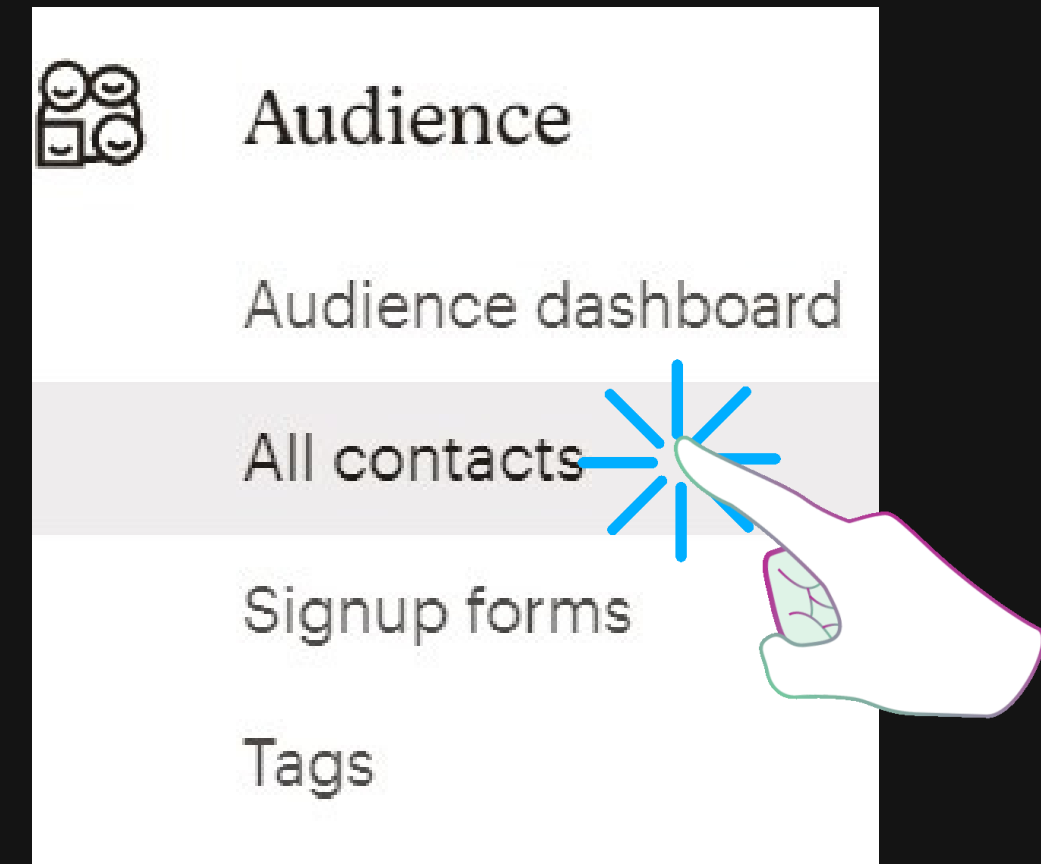 Audience
Audience dashboard
All contacts
Signup forms
Tags